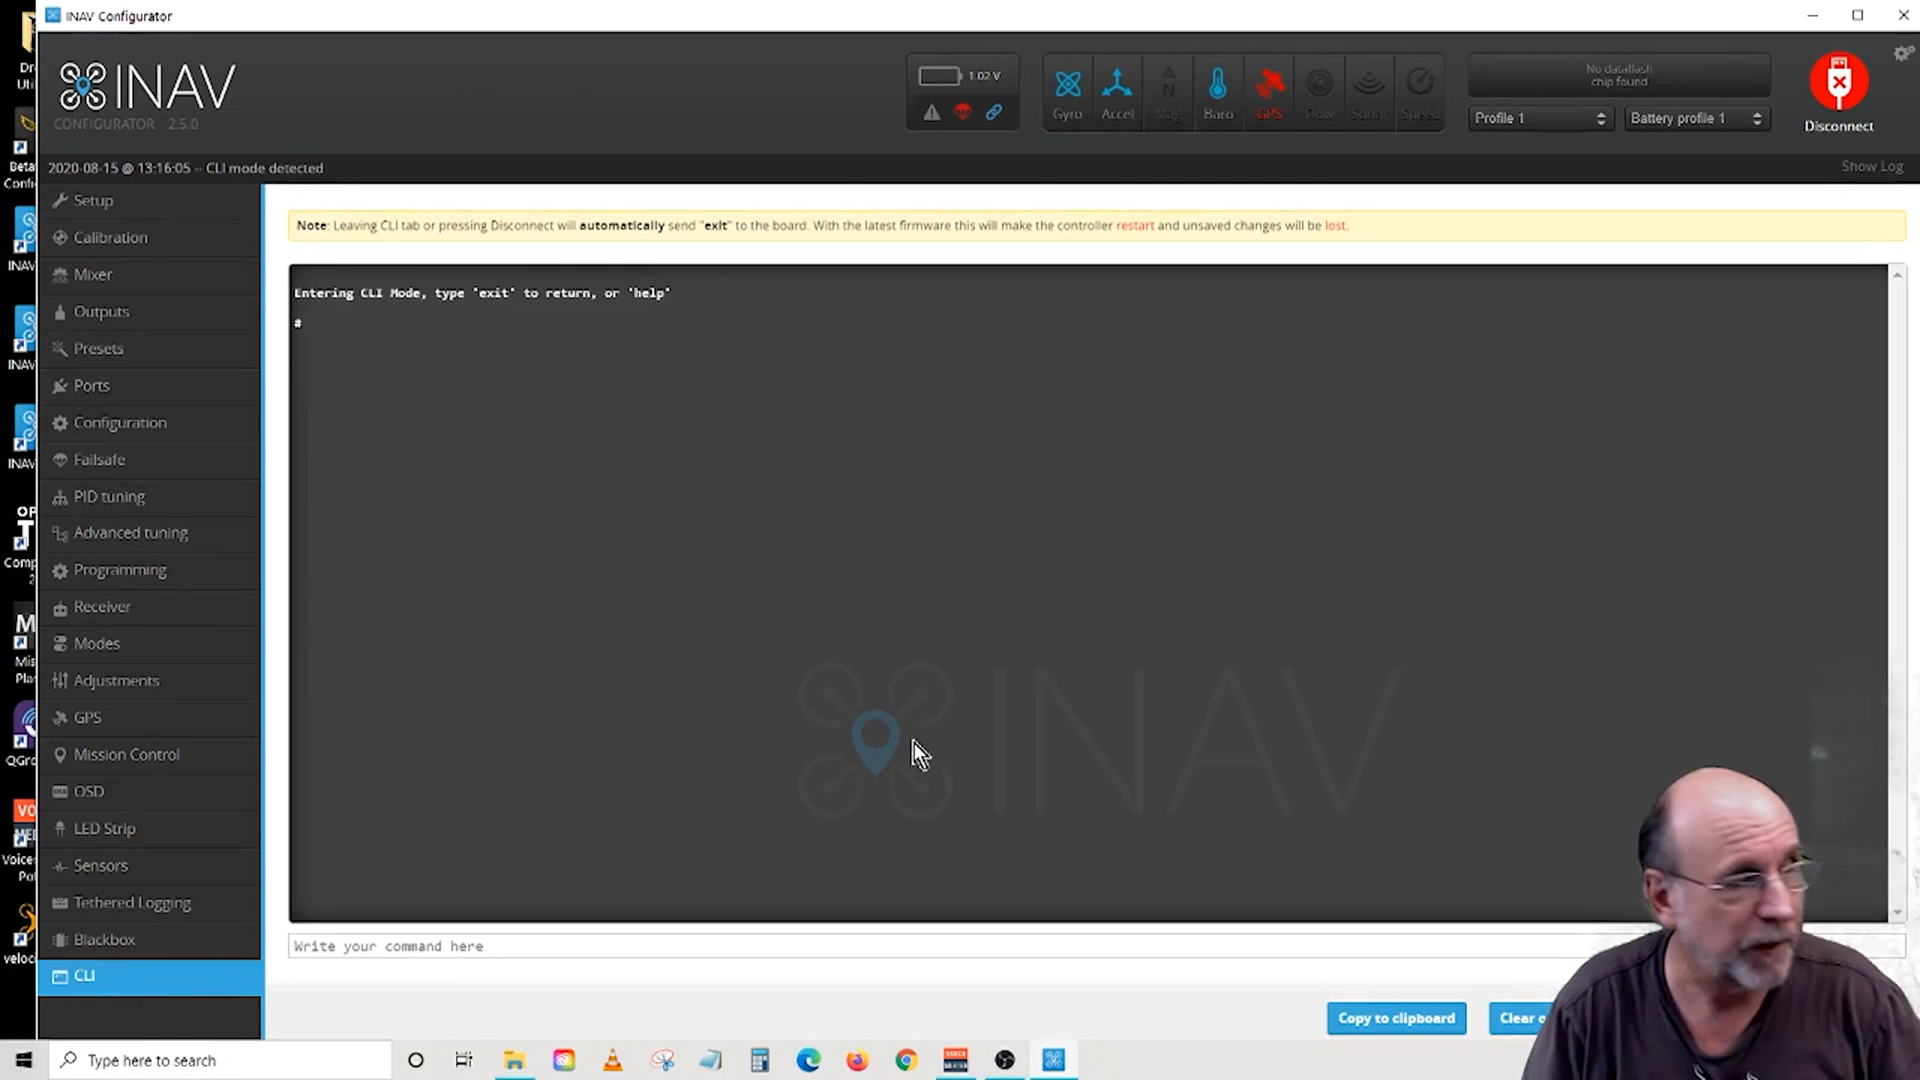 INAV Configurator
INAV
CONFIGURATOR 2.5.0
1.02 V
Gyro
Accel
Mag
Baro
GPS
Flow
Sonar
Speed
No dataflash
chip found
Profile 1
Battery profile 1
Disconnect
2020-08-15 @ 13:16:05 -- CLI mode detected
Show Log
Setup
Calibration
Mixer
Outputs
Presets
Ports
Configuration
Failsafe
PID tuning
Advanced tuning
Programming
Receiver
Modes
Adjustments
GPS
Mission Control
OSD
LED Strip
Sensors
Tethered Logging
Blackbox
CLI
Note: Leaving CLI tab or pressing Disconnect will automatically send "exit" to the board. With the latest firmware this will make the controller restart and unsaved changes will be lost.
Entering CLI Mode, type 'exit' to return, or 'help'
#
INAV
Write your command here
Copy to clipboard
Clear
Type here to search